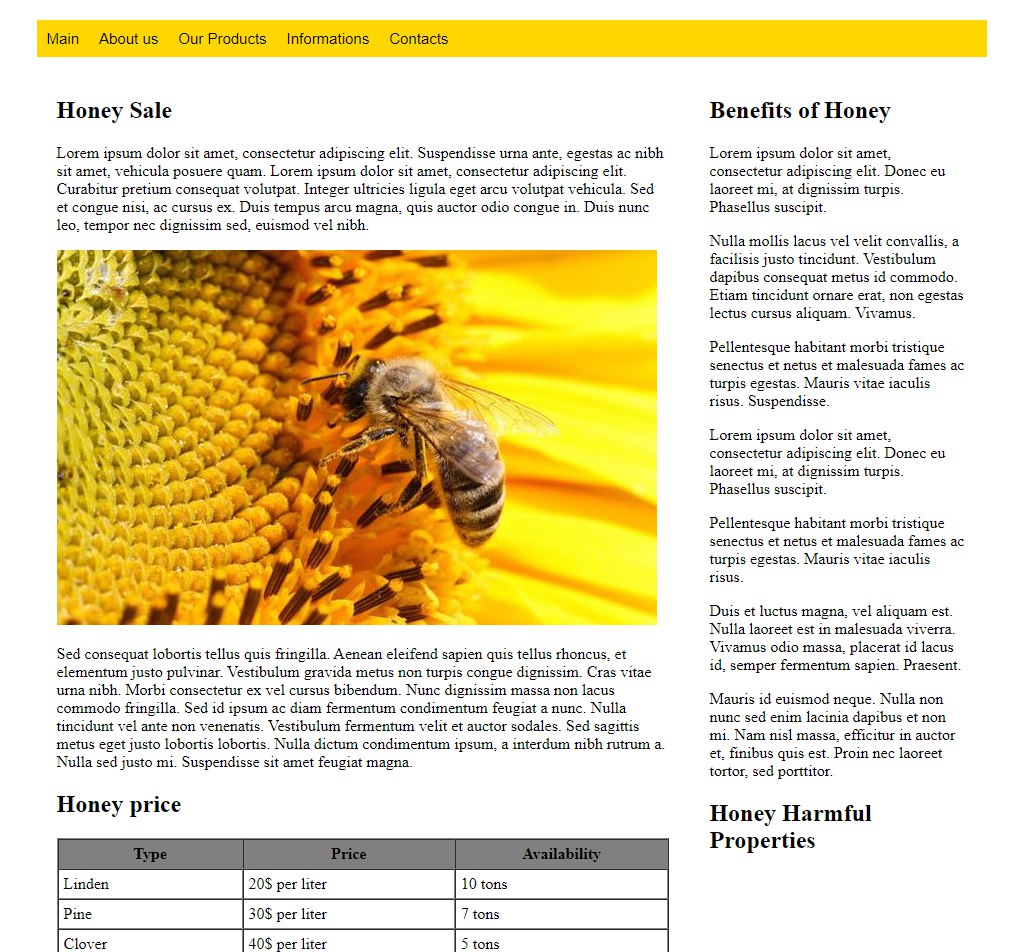 Main About us Our Products Informations Contacts
Honey Sale
Lorem ipsum dolor sit amet, consectetur adipiscing elit. Suspendisse urna ante, egestas ac nibh
sit amet, vehicula posuere quam. Lorem ipsum dolor sit amet, consectetur adipiscing elit.
Curabitur pretium consequat volutpat. Integer ultricies ligula eget arcu volutpat vehicula. Sed
et congue nisi, ac cursus ex. Duis tempus arcu magna, quis auctor odio congue in. Duis nunc
leo, tempor nec dignissim sed, euismod vel nibh.
Sed consequat lobortis tellus quis fringilla. Aenean eleifend sapien quis tellus rhoncus, et
elementum justo pulvinar. Vestibulum gravida metus non turpis congue dignissim. Cras vitae
urna nibh. Morbi consectetur ex vel cursus bibendum. Nunc dignissim massa non lacus
commodo fringilla. Sed id ipsum ac diam fermentum condimentum feugiat a nunc. Nulla
tincidunt vel ante non venenatis. Vestibulum fermentum velit et auctor sodales. Sed sagittis
metus eget justo lobortis lobortis. Nulla dictum condimentum ipsum, a interdum nibh rutrum a.
Nulla sed justo mi. Suspendisse sit amet feugiat magna.
Honey price
Type Price Availability
Linden 20$ per liter 10 tons
Pine 30$ per liter 7 tons
Clover 40$ per liter 5 tons
Benefits of Honey
Lorem ipsum dolor sit amet,
consectetur adipiscing elit. Donec eu
laoreet mi, at dignissim turpis.
Phasellus suscipit.
Nulla mollis lacus vel velit convallis, a
facilisis justo tincidunt. Vestibulum
dapibus consequat metus id commodo.
Etiam tincidunt ornare erat, non egestas
lectus cursus aliquam. Vivamus.
Pellentesque habitant morbi tristique
senectus et netus et malesuada fames ac
turpis egestas. Mauris vitae iaculis
risus. Suspendisse.
Lorem ipsum dolor sit amet,
consectetur adipiscing elit. Donec eu
laoreet mi, at dignissim turpis.
Phasellus suscipit.
Pellentesque habitant morbi tristique
senectus et netus et malesuada fames ac
turpis egestas. Mauris vitae iaculis
risus.
Duis et luctus magna, vel aliquam est.
Nulla laoreet est in malesuada viverra.
Vivamus odio massa, placerat id lacus
id, semper fermentum sapien. Praesent.
Mauris id euismod neque. Nulla non
nunc sed enim lacinia dapibus et non
mi. Nam nisl massa, efficitur in auctor
et, finibus quis est. Proin nec laoreet
tortor, sed porttitor.
Honey Harmful
Properties